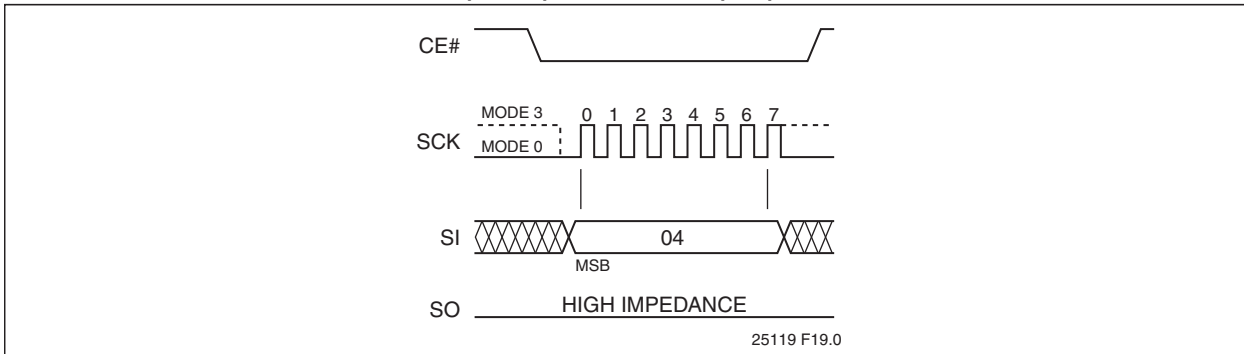 CE#
MODE 3
0 1 2 3 4 5 6 7
SCK
MODE 0
SI
04
MSB
SO
HIGH IMPEDANCE
25119 F19.0